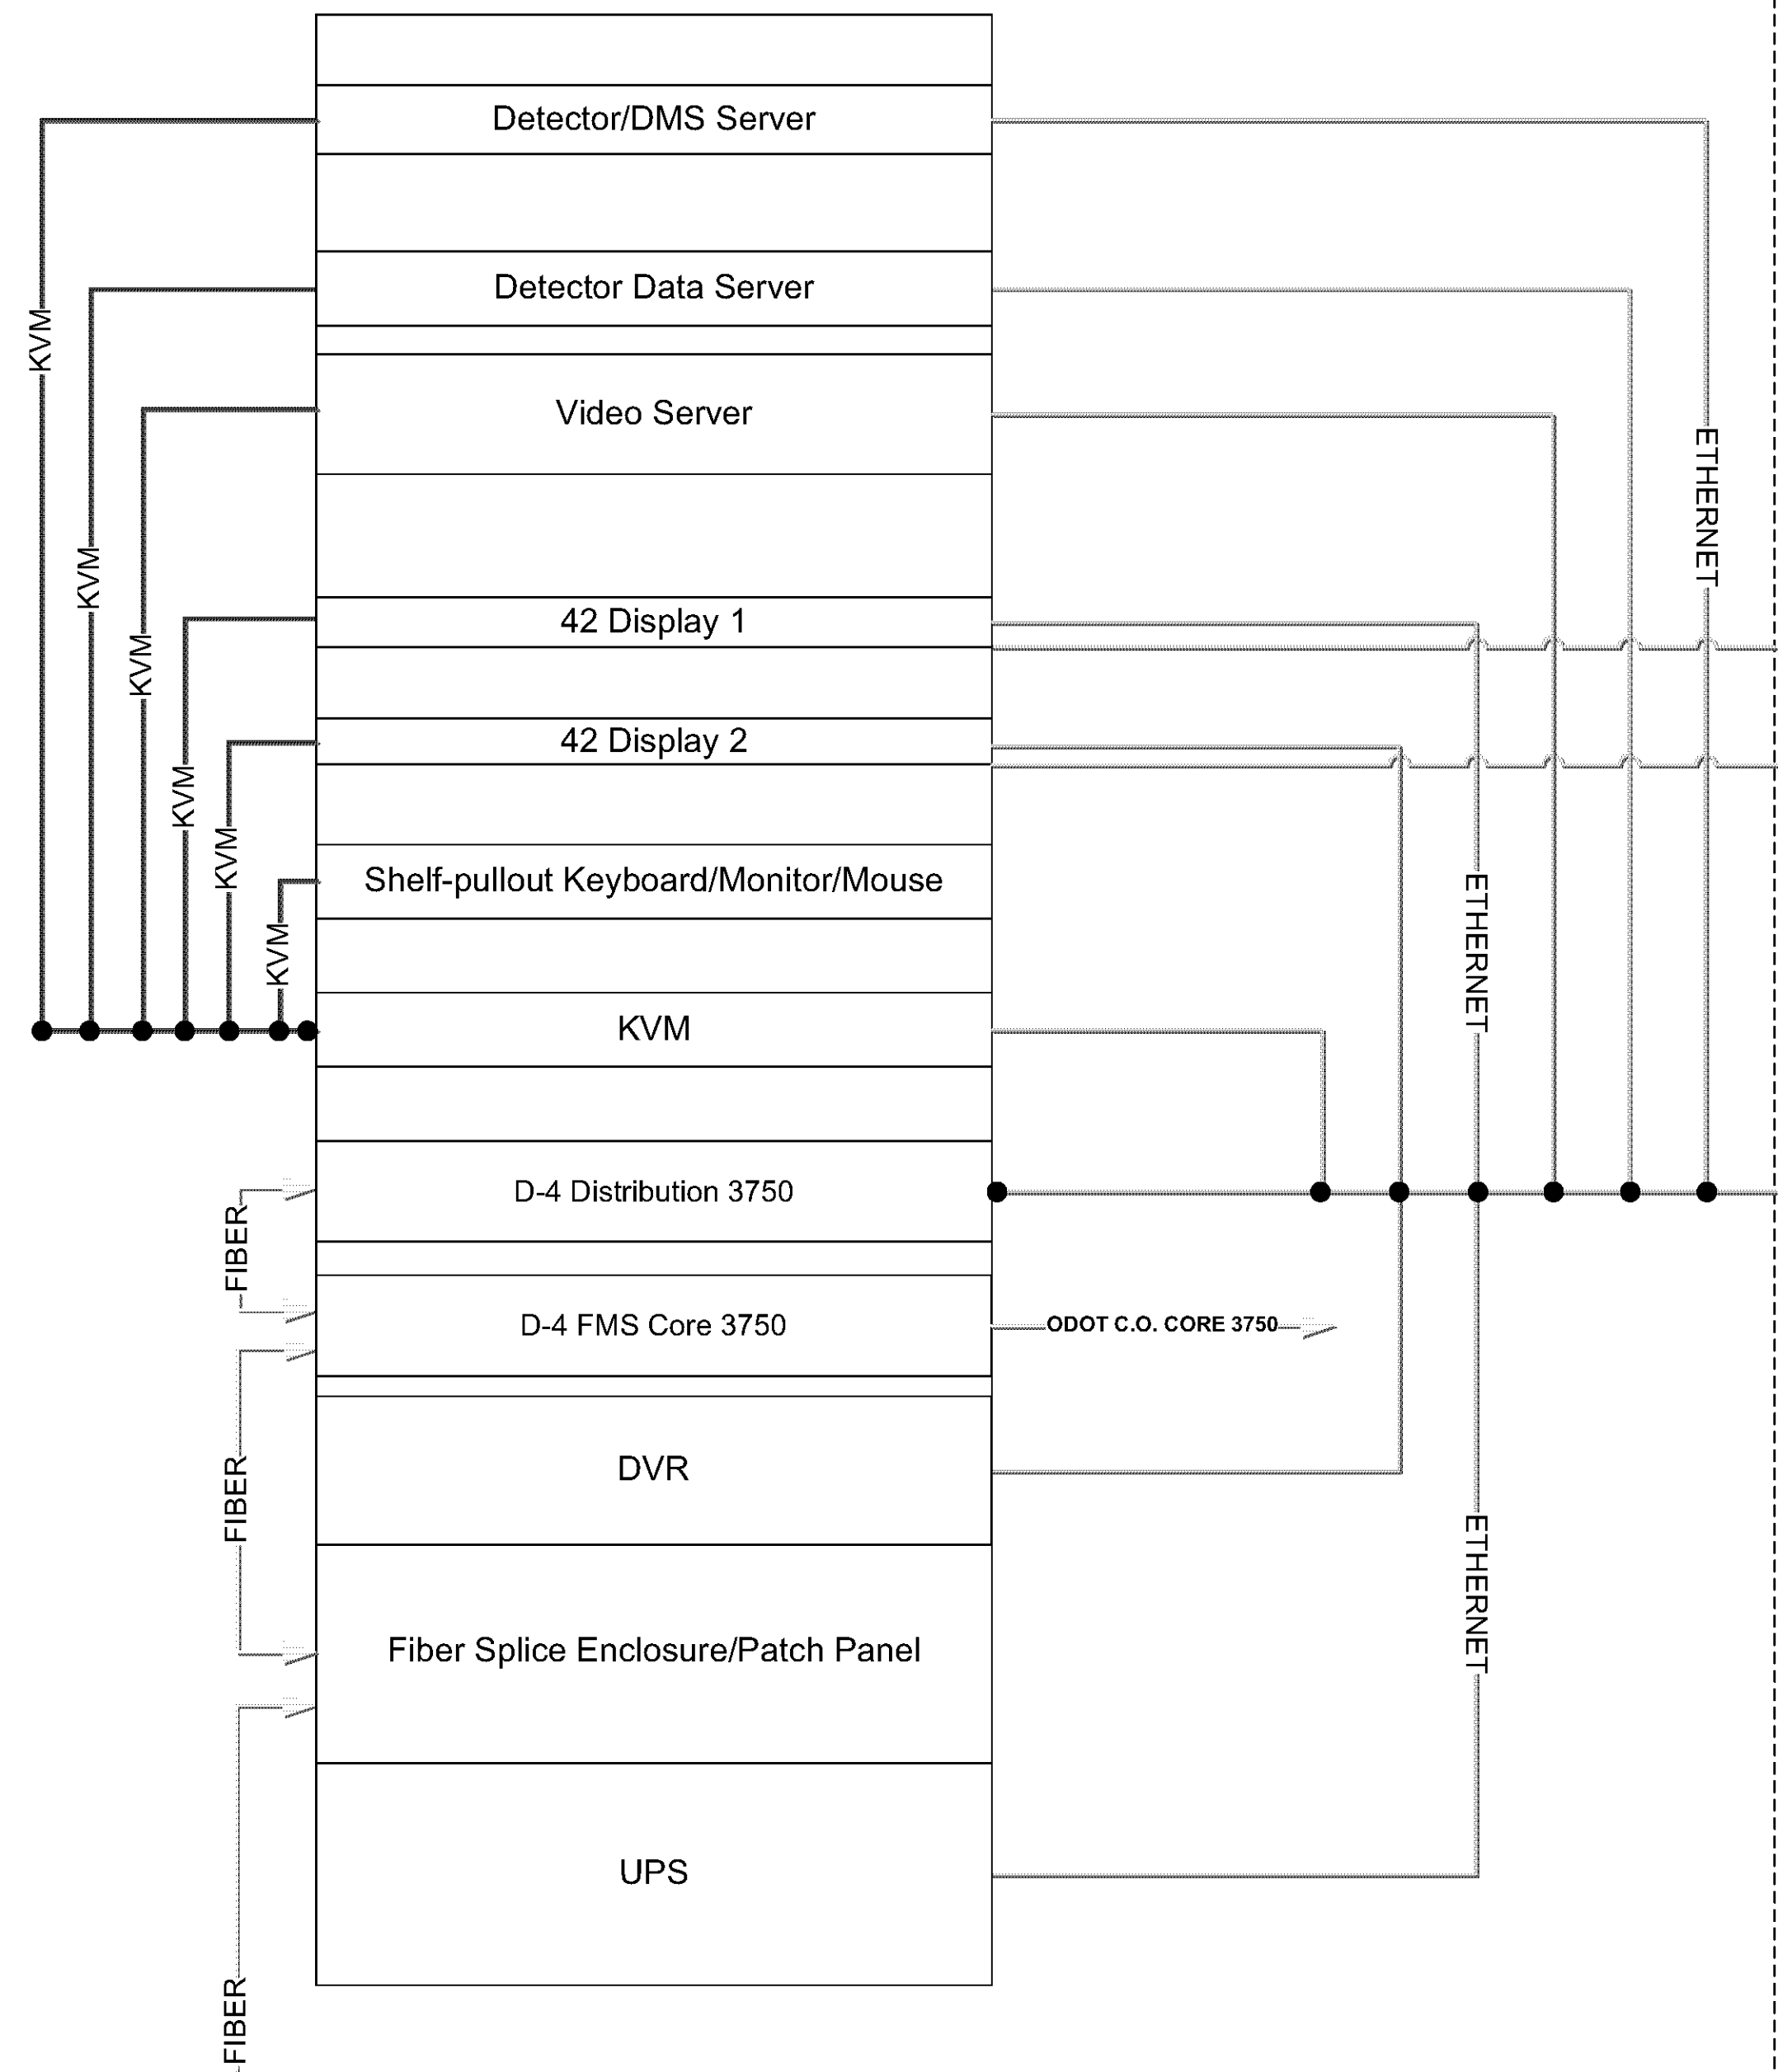 Detector/DMS Server
Detector Data Server
KVM
Video Server
ETHERNET
KVM
42 Display 1
KVM
42 Display 2
KVM
KVM
Shelf-pullout Keyboard/Monitor/Mouse
ETHERNET
KVM
KVM
D-4 Distribution 3750
FIBER
D-4 FMS Core 3750
ODOT C.O. CORE 3750
DVR
FIBER
ETHERNET
Fiber Splice Enclosure/Patch Panel
UPS
FIBER